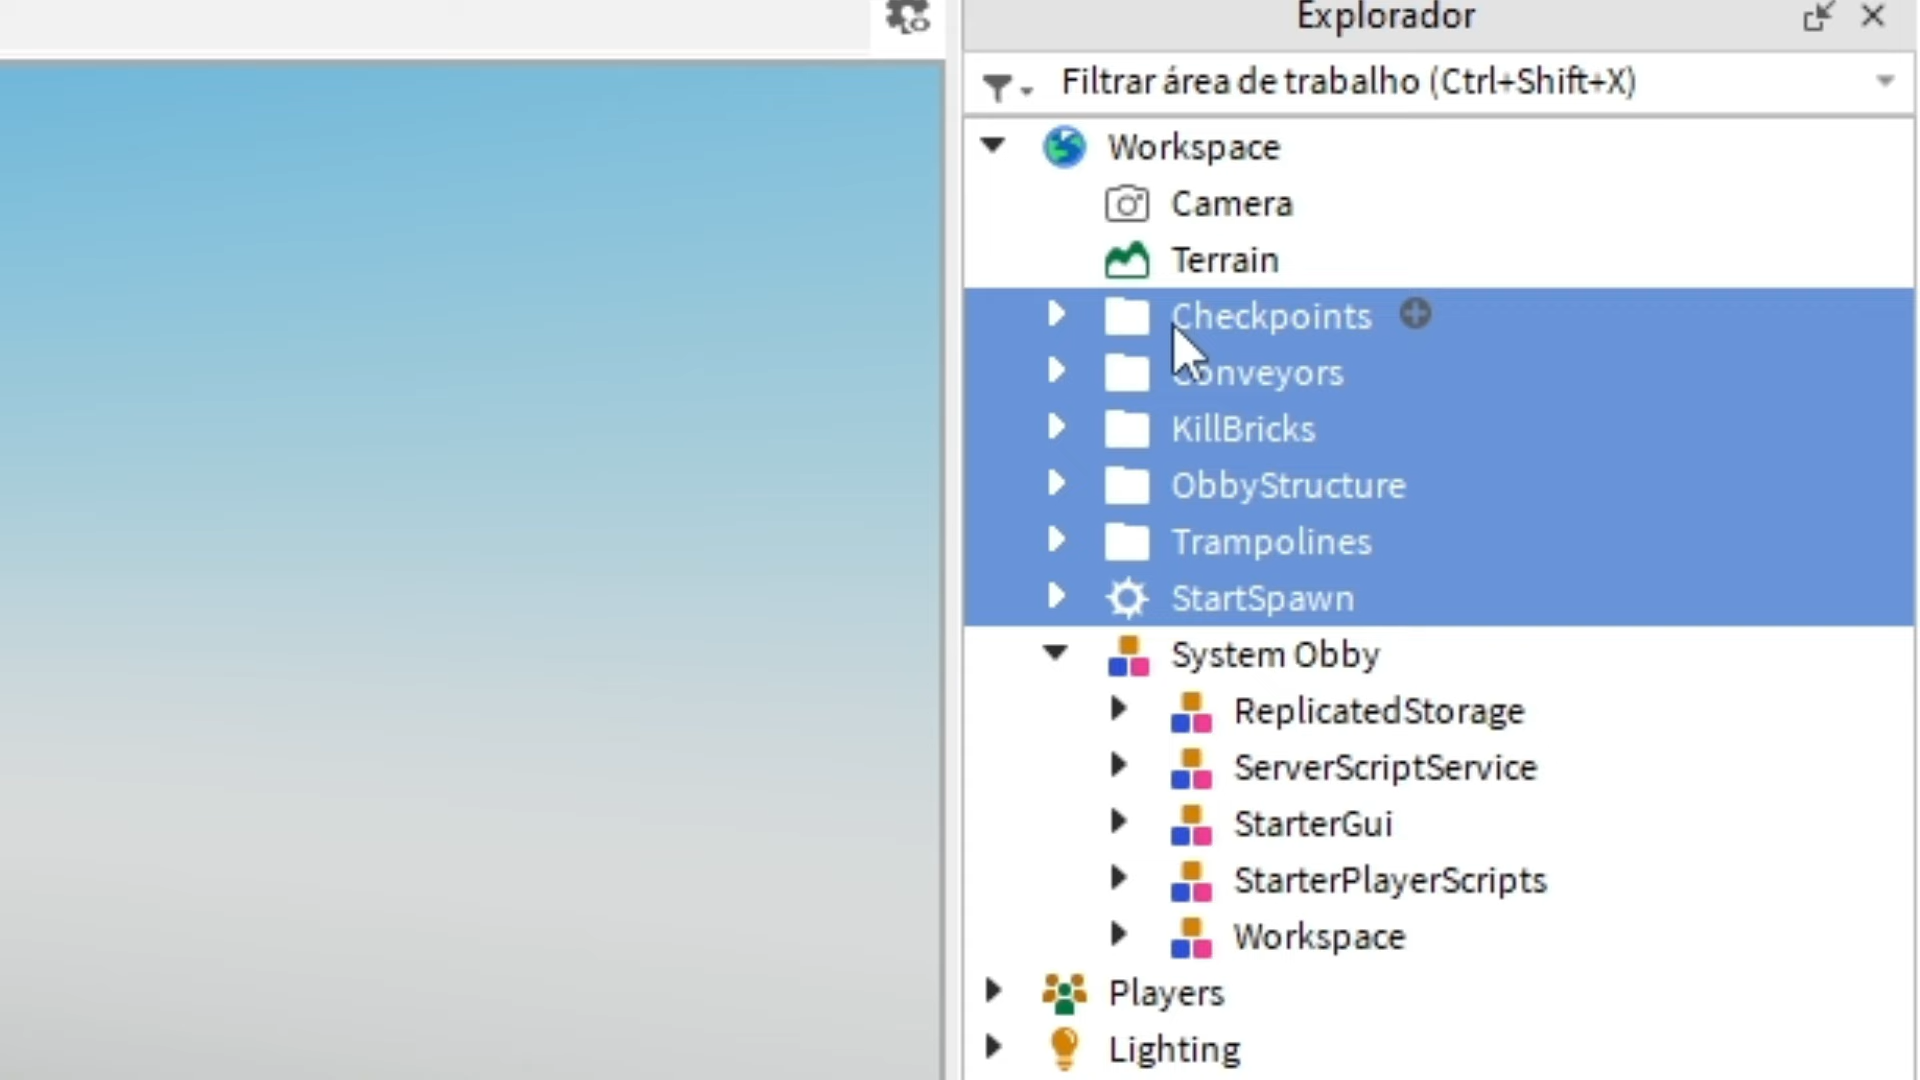 Explorador
Filtrar área de trabalho (Ctrl+Shift+X)
Workspace
Camera
Terrain
Checkpoints
Conveyors
KillBricks
ObbyStructure
Trampolines
StartSpawn
System Obby
ReplicatedStorage
ServerScriptService
StarterGui
StarterPlayerScripts
Workspace
Players
Lighting